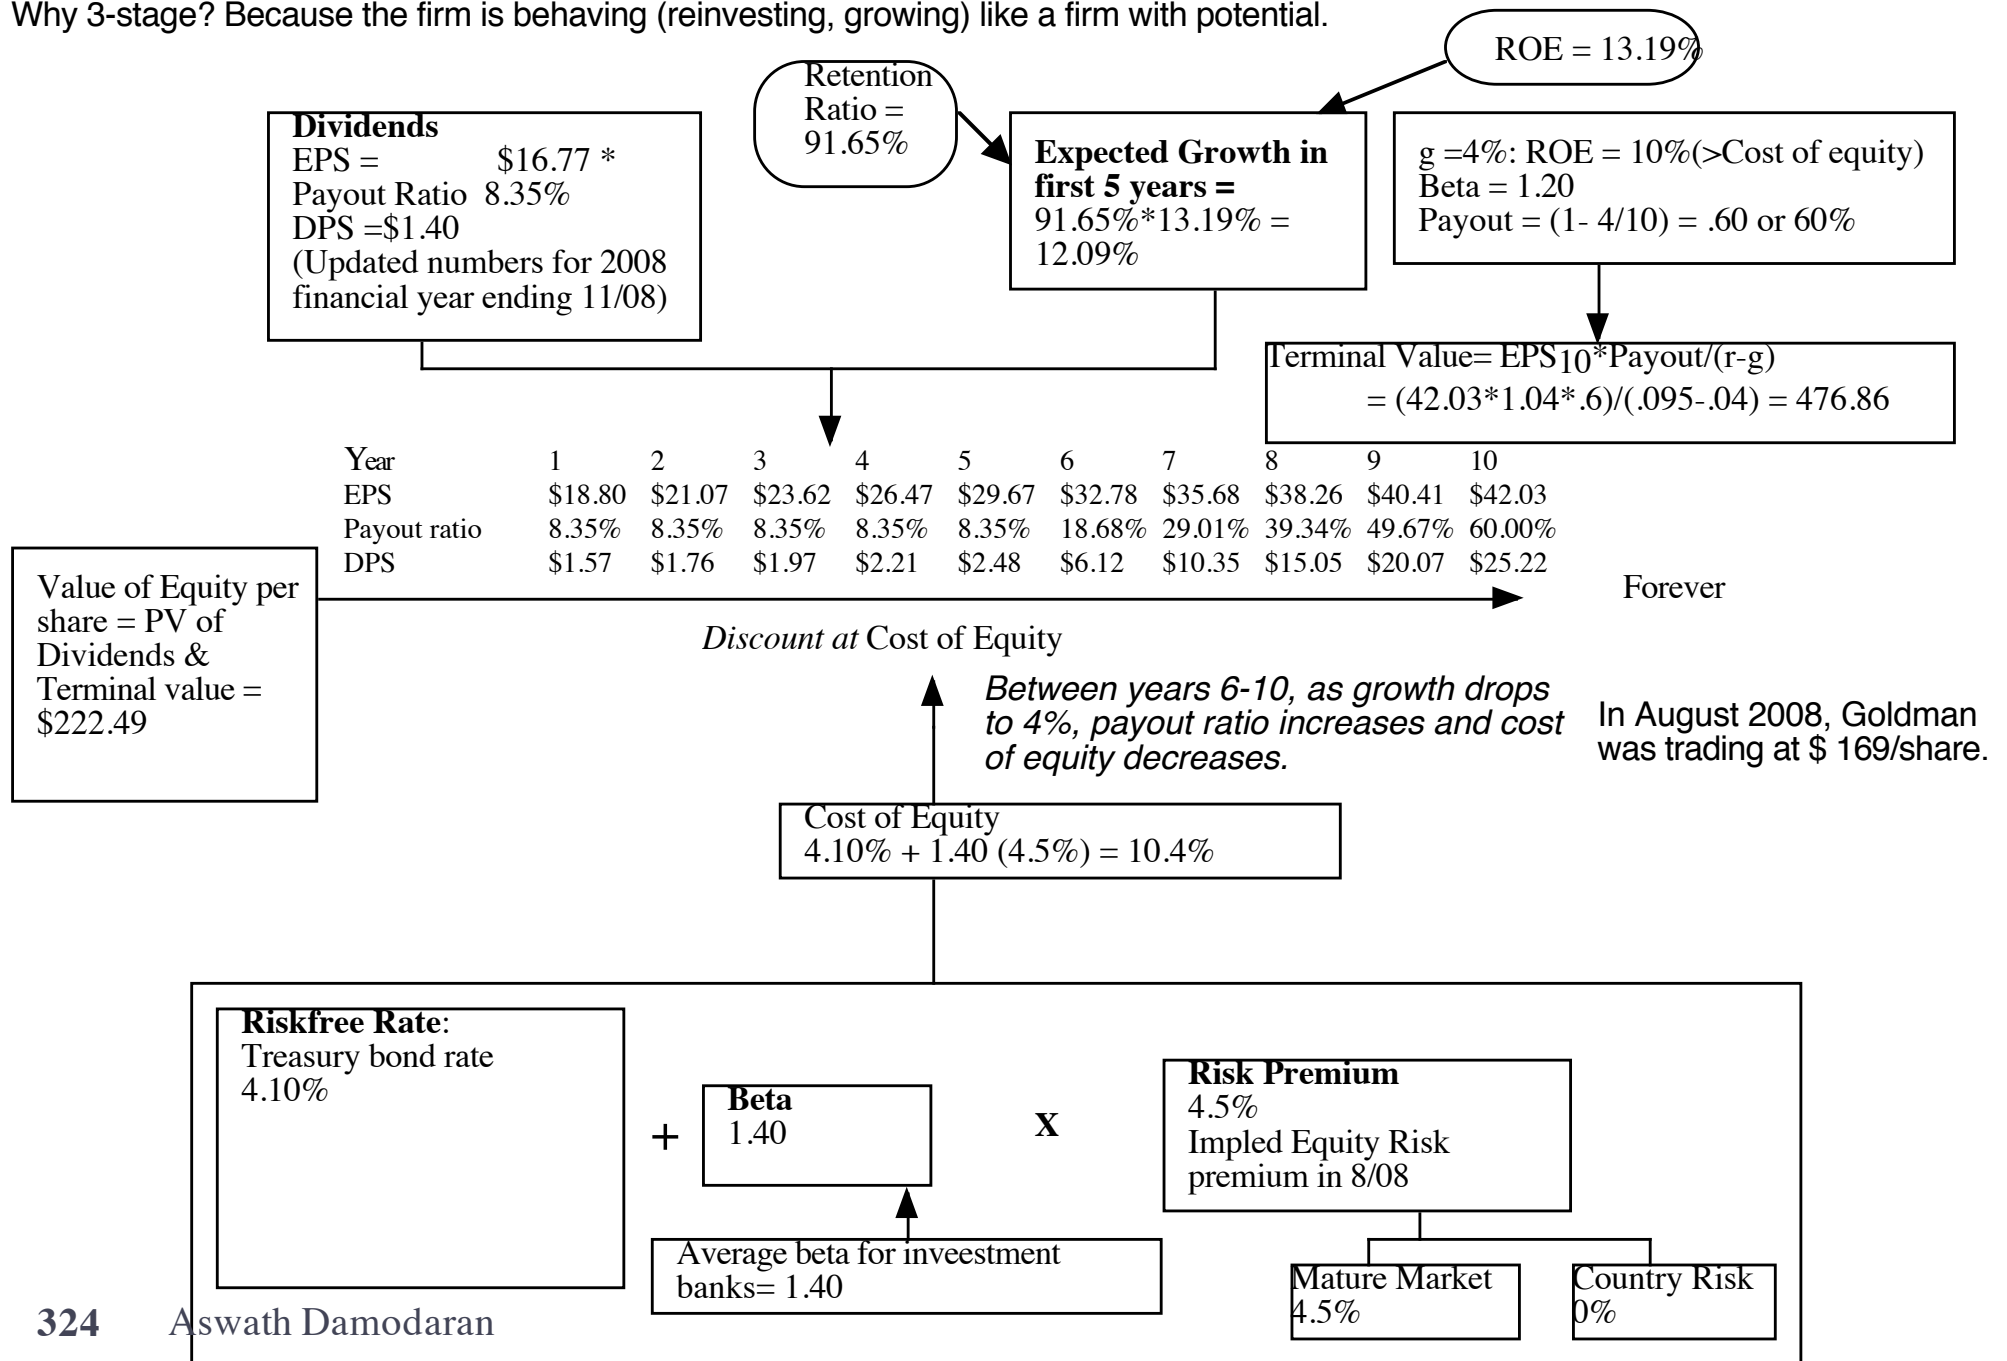 Why 3-stage? Because the firm is behaving (reinvesting, growing) like a firm with potential.
ROE = 13.19%
Retention
Ratio =
91.65%
Dividends
EPS = $16.77 *
Payout Ratio 8.35%
DPS =$1.40
(Updated numbers for 2008
financial year ending 11/08)
Expected Growth in
first 5 years =
91.65%*13.19% =
12.09%
g =4%: ROE = 10%(>Cost of equity)
Beta = 1.20
Payout = (1- 4/10) = .60 or 60%
Terminal Value= EPS10*Payout/(r-g)
= (42.03*1.04*.6)/(.095-.04) = 476.86
Year 1 2 3 4 5 6 7 8 9 10
EPS $18.80 $21.07 $23.62 $26.47 $29.67 $32.78 $35.68 $38.26 $40.41 $42.03
Payout ratio 8.35% 8.35% 8.35% 8.35% 8.35% 18.68% 29.01% 39.34% 49.67% 60.00%
DPS $1.57 $1.76 $1.97 $2.21 $2.48 $6.12 $10.35 $15.05 $20.07 $25.22
Value of Equity per
share = PV of
Dividends &
Terminal value =
$222.49
Forever
Discount at Cost of Equity
Between years 6-10, as growth drops
to 4%, payout ratio increases and cost
of equity decreases.
In August 2008, Goldman
was trading at $ 169/share.
Cost of Equity
4.10% + 1.40 (4.5%) = 10.4%
Riskfree Rate:
Treasury bond rate
4.10%
+
Beta
1.40
X
Risk Premium
4.5%
Impled Equity Risk
premium in 8/08
Average beta for inveestment
banks= 1.40
Mature Market
4.5%
Country Risk
0%
324 Aswath Damodaran